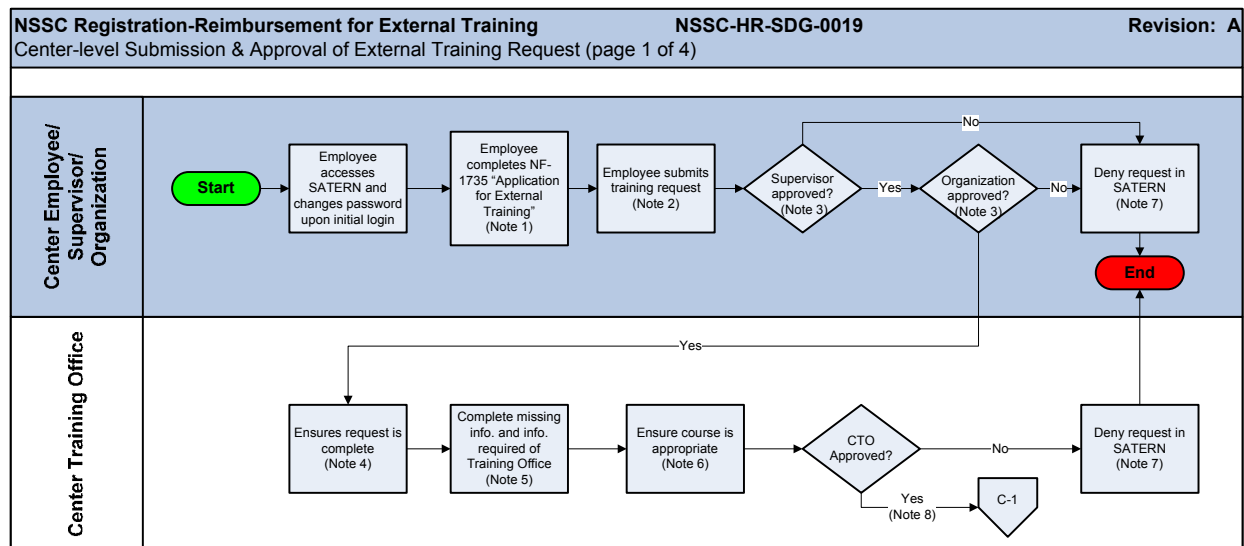 NSSC Registration-Reimbursement for External Training NSSC-HR-SDG-0019 Revision: A
Center-level Submission & Approval of External Training Request (page 1 of 4)
Center Employee/
Supervisor/
Organization
Start
Employee
accesses
SATERN and
changes password
upon initial login
Employee
completes NF-
1735 “Application
for External
Training”
(Note 1)
Employee submits
training request
(Note 2)
Supervisor
approved?
(Note 3)
Yes
No
Organization
approved?
(Note 3)
No
Deny request in
SATERN
(Note 7)
End
Yes
Center Training Office
Ensures request is
complete
(Note 4)
Complete missing
info. and info.
required of
Training Office
(Note 5)
Ensure course is
appropriate
(Note 6)
CTO
Approved?
No
Deny request in
SATERN
(Note 7)
Yes
(Note 8)
C-1